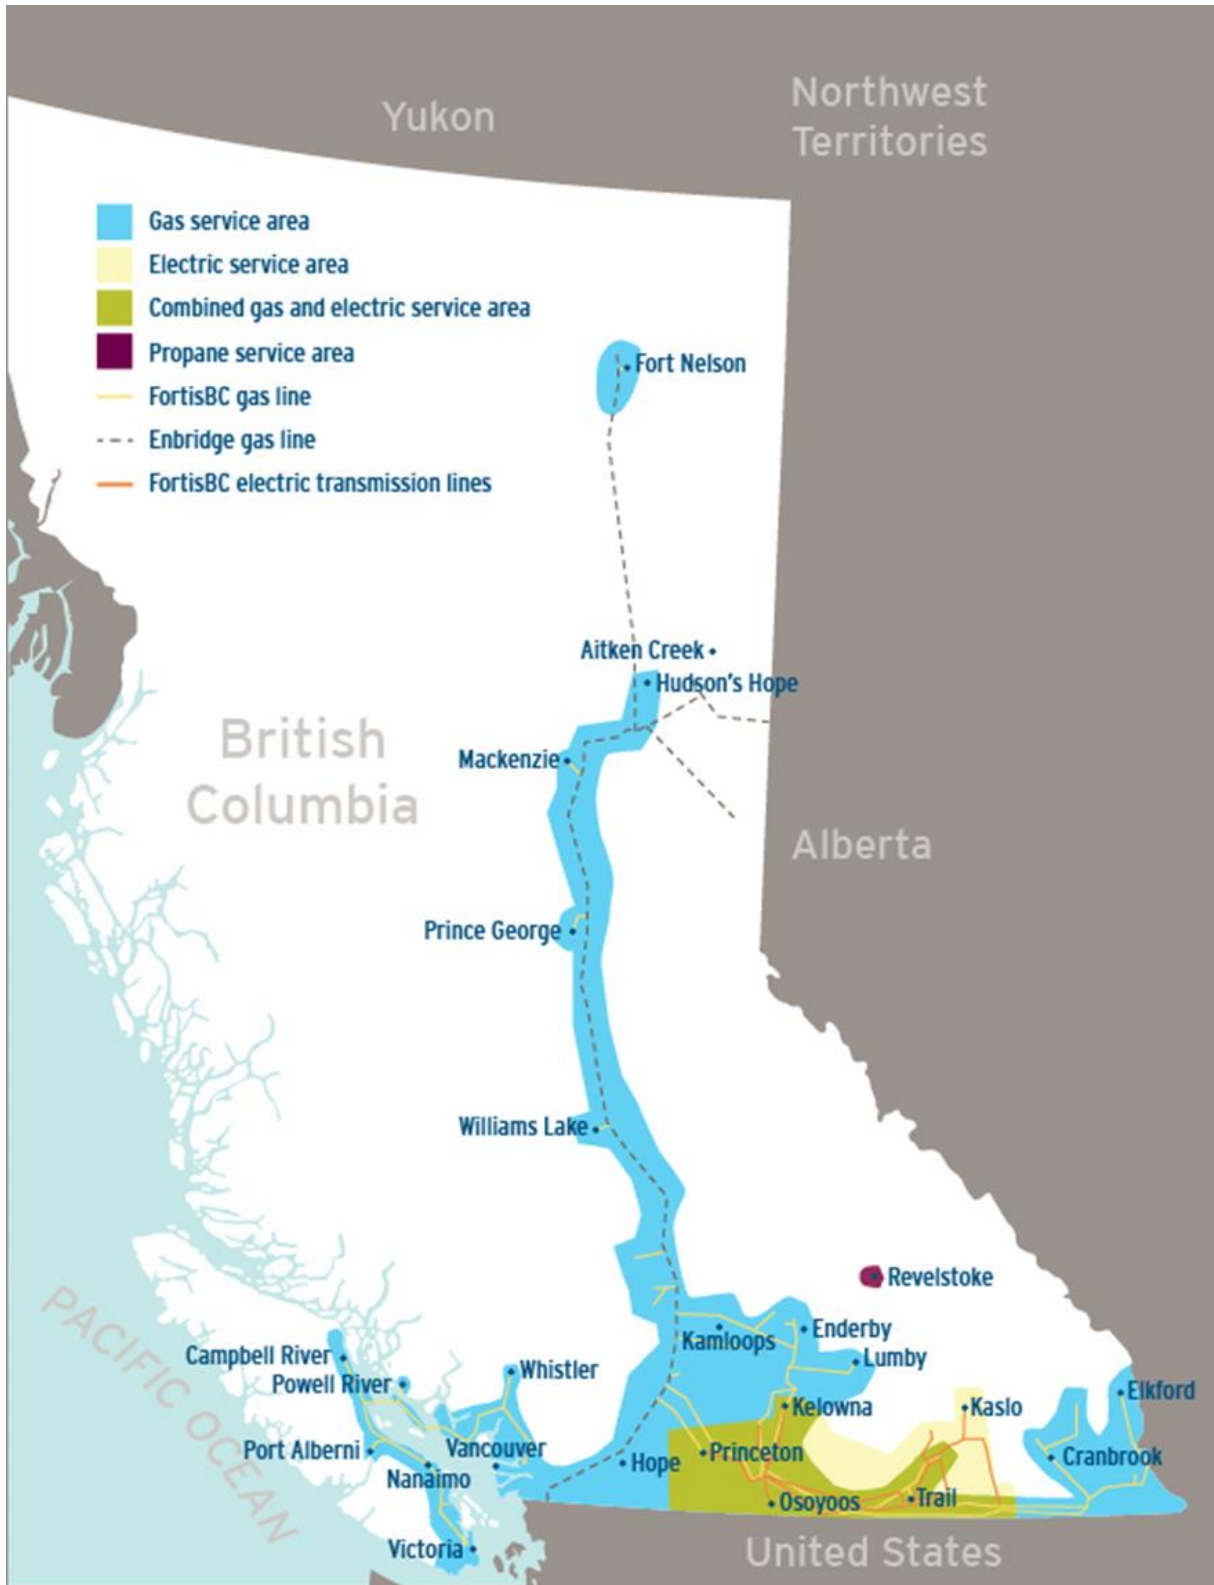 Yukon
Northwest
Territories
Gas service area
Electric service area
Combined gas and electric service area
Propane service area
FortisBC gas line
Enbridge gas line
FortisBC electric transmission lines
Fort Nelson
Aitken Creek
Hudson's Hope
British
Columbia
Mackenzie
Alberta
Prince George
Williams Lake
Revelstoke
PACIFIC OCEAN
Kamloops
Enderby
Lumby
Campbell River
Powell River
Whistler
Elkford
Kelowna
Kaslo
Port Alberni
Vancouver
Nanaimo
Hope
Princeton
Cranbrook
Osoyoos
Trail
Victoria
United States